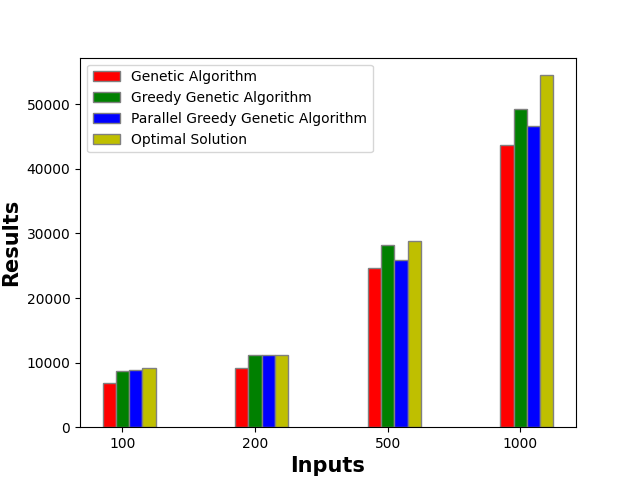 Genetic Algorithm
Greedy Genetic Algorithm
Parallel Greedy Genetic Algorithm
Optimal Solution
50000
40000
30000
20000
10000
0
Results
100 200 500 1000
Inputs